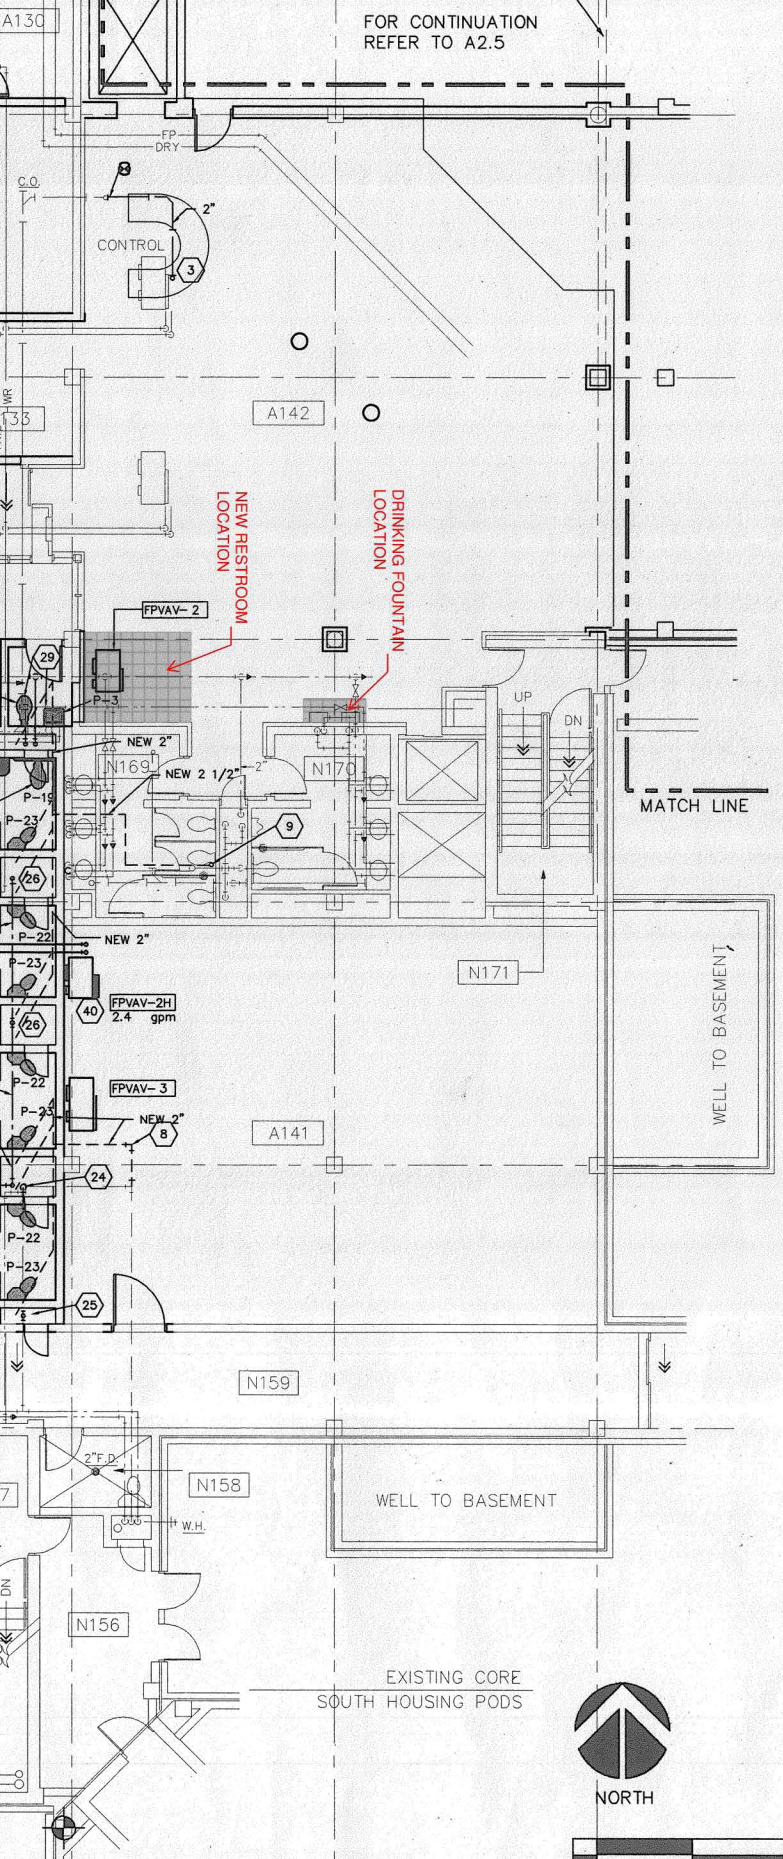 A130
FOR CONTINUATION
REFER TO A2.5
FP
DRY
C.O.
2"
CONTROL
3
WR
133
A142
NEW RESTROOM
LOCATION
DRINKING FOUNTAIN
LOCATION
FPVAV-2
29
P-3
UP
DN
NEW 2"
N169
NEW 2 1/2"
2"
N170
P-19
P-23
9
MATCH LINE
26
P-22
NEW 2"
P-23
N171
WELL TO BASEMENT
40
FPVAV-2H
2.4 gpm
26
P-22
FPVAV-3
P-23
NEW 2"
8
A141
24
P-22
P-23
25
N159
2"F.D.
N158
7
WELL TO BASEMENT
W.H.
DN
N156
EXISTING CORE
SOUTH HOUSING PODS
NORTH